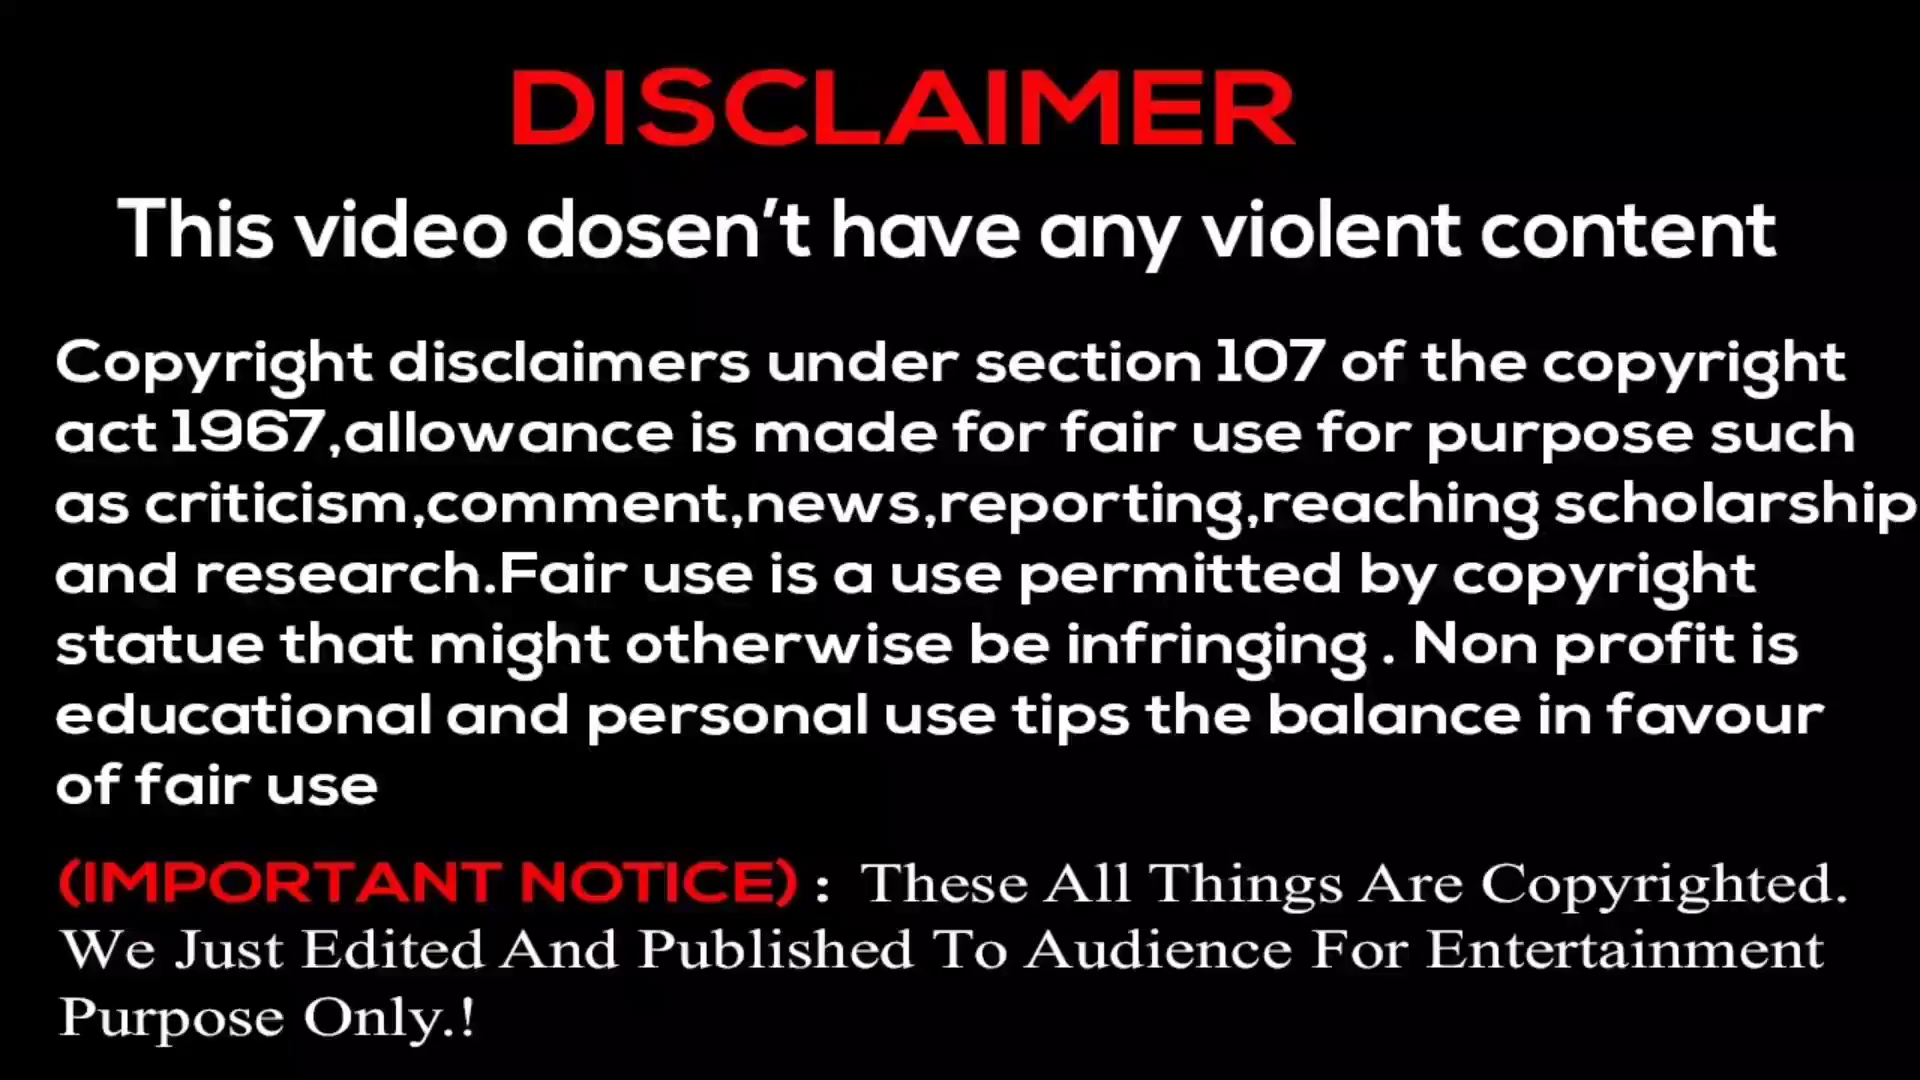 DISCLAIMER
This video dosen’t have any violent content
Copyright disclaimers under section 107 of the copyright
act 1967,allowance is made for fair use for purpose such
as criticism,comment,news,reporting,reaching scholarship
and research.Fair use is a use permitted by copyright
statue that might otherwise be infringing . Non profit is
educational and personal use tips the balance in favour
of fair use
(IMPORTANT NOTICE) : These All Things Are Copyrighted.
We Just Edited And Published To Audience For Entertainment
Purpose Only.!